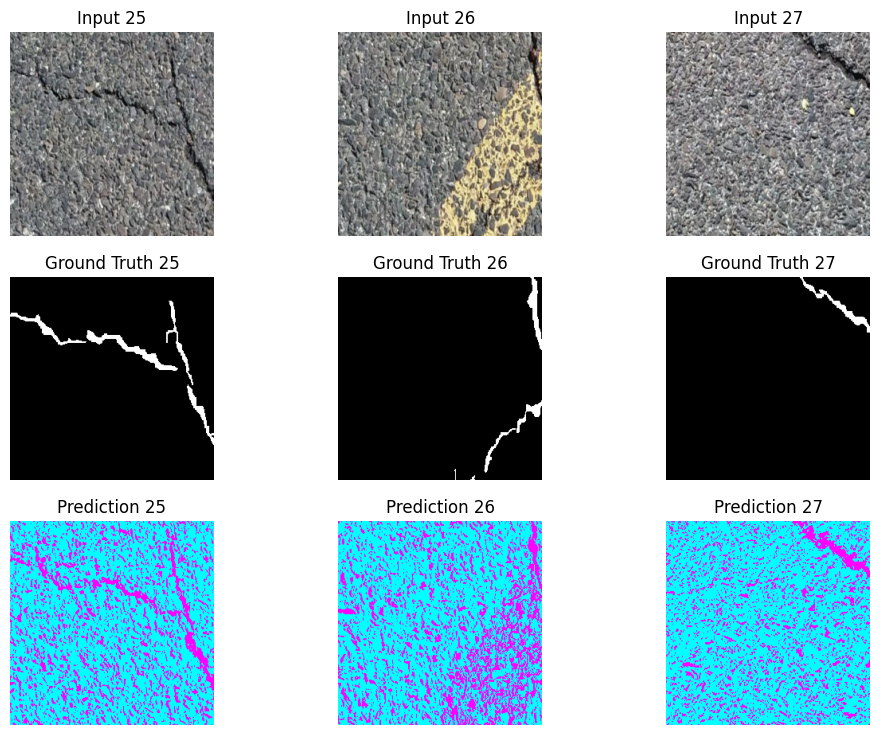 Input 25
Input 26
Input 27
Ground Truth 25
Ground Truth 26
Ground Truth 27
Prediction 25
Prediction 26
Prediction 27